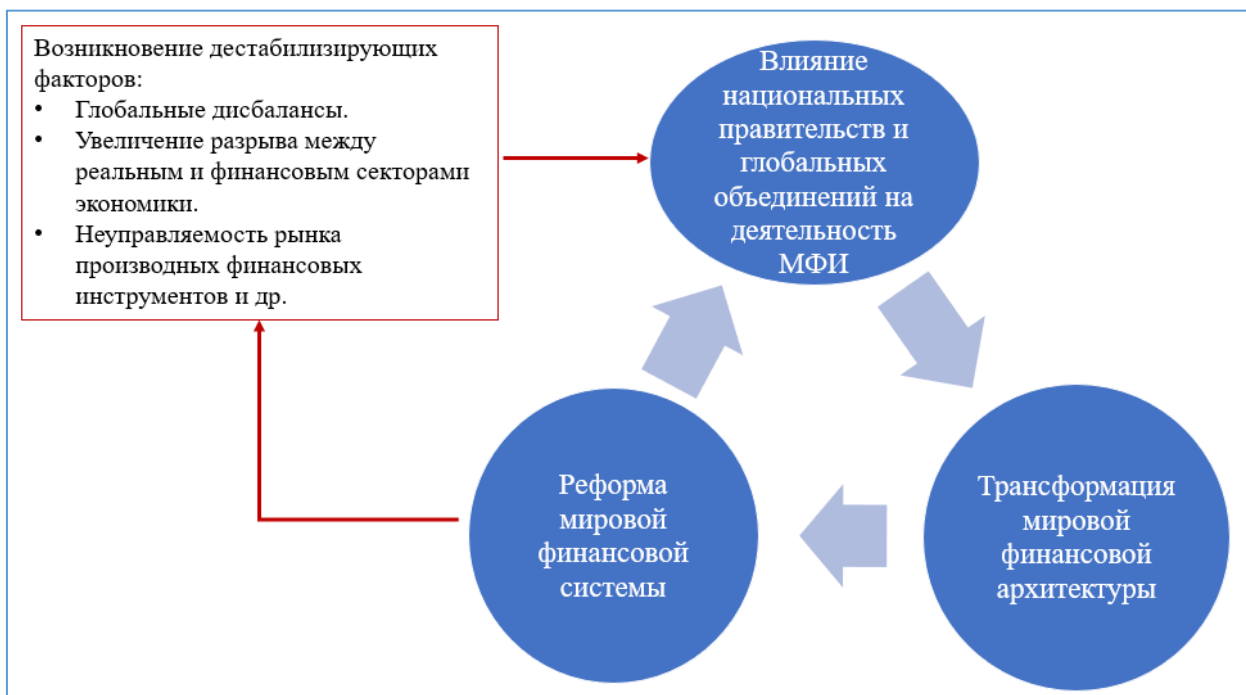 Возникновение дестабилизирующих
факторов:
• Глобальные дисбалансы.
• Увеличение разрыва между
реальным и финансовым секторами
экономики.
• Неуправляемость рынка
производных финансовых
инструментов и др.
Влияние
национальных
правительств и
глобальных
объединений на
деятельность
МФИ
Реформа
мировой
финансовой
системы
Трансформация
мировой
финансовой
архитектуры